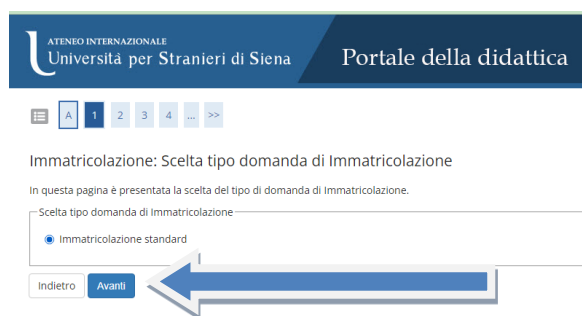 ATENEO INTERNAZIONALE
Università per Stranieri di Siena
Portale della didattica
A 1 2 3 4 ... >>
Immatricolazione: Scelta tipo domanda di Immatricolazione
In questa pagina è presentata la scelta del tipo di domanda di Immatricolazione.
Scelta tipo domanda di Immatricolazione
Immatricolazione standard
Indietro Avanti